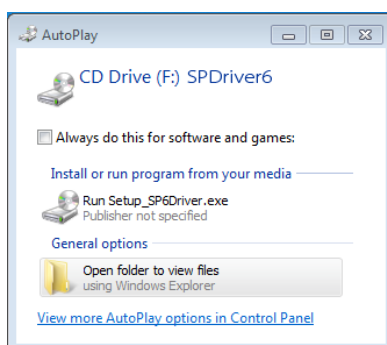 AutoPlay
CD Drive (F:) SPDriver6
Always do this for software and games:
Install or run program from your media
Run Setup_SP6Driver.exe
Publisher not specified
General options
Open folder to view files
using Windows Explorer
View more AutoPlay options in Control Panel